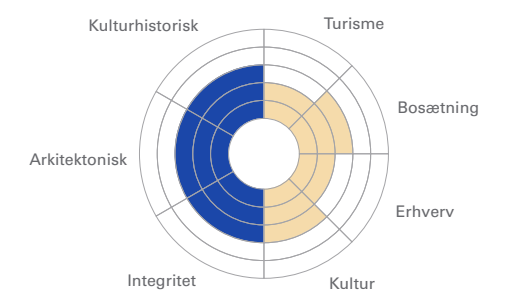 Kulturhistorisk
Turisme
Bosætning
Arkitektonisk
Erhverv
Integritet
Kultur